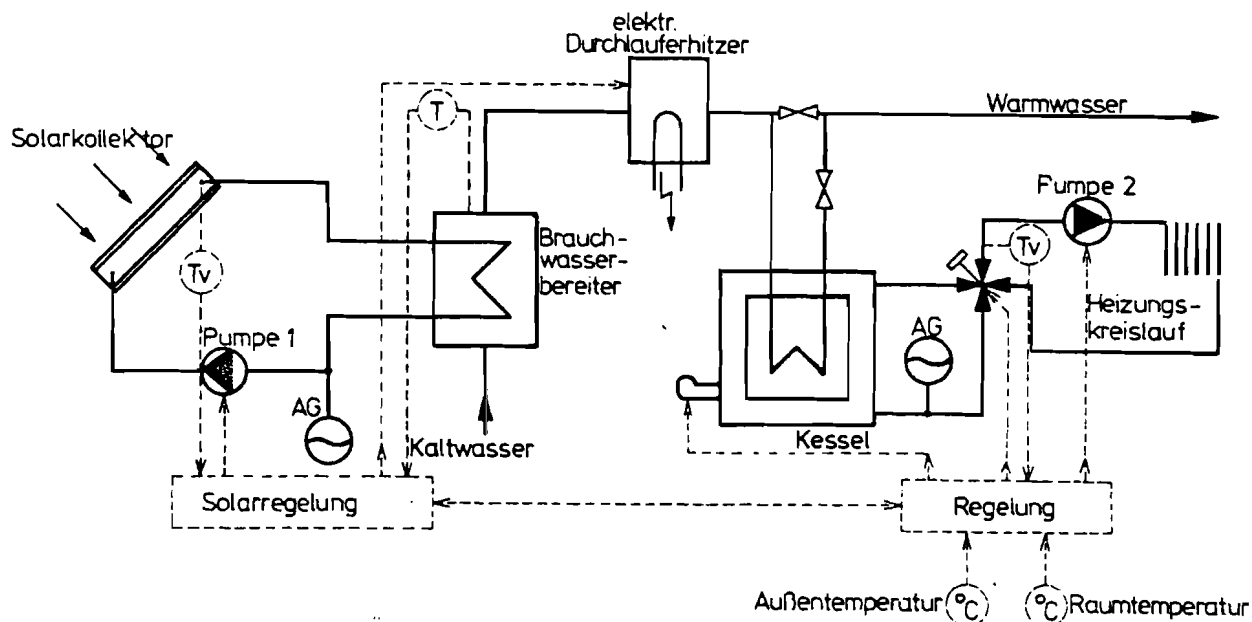 elektr.
Durchlauferhitzer
T
Warmwasser
Solarkollektor
Pumpe 2
Tv
Brauch-
wasser-
bereiter
Tv
Heizungs-
kreislauf
Pumpe 1
AG
AG
Kaltwasser
Kessel
Solarregelung
Regelung
Außentemperatur
°C
°C
Raumtemperatur